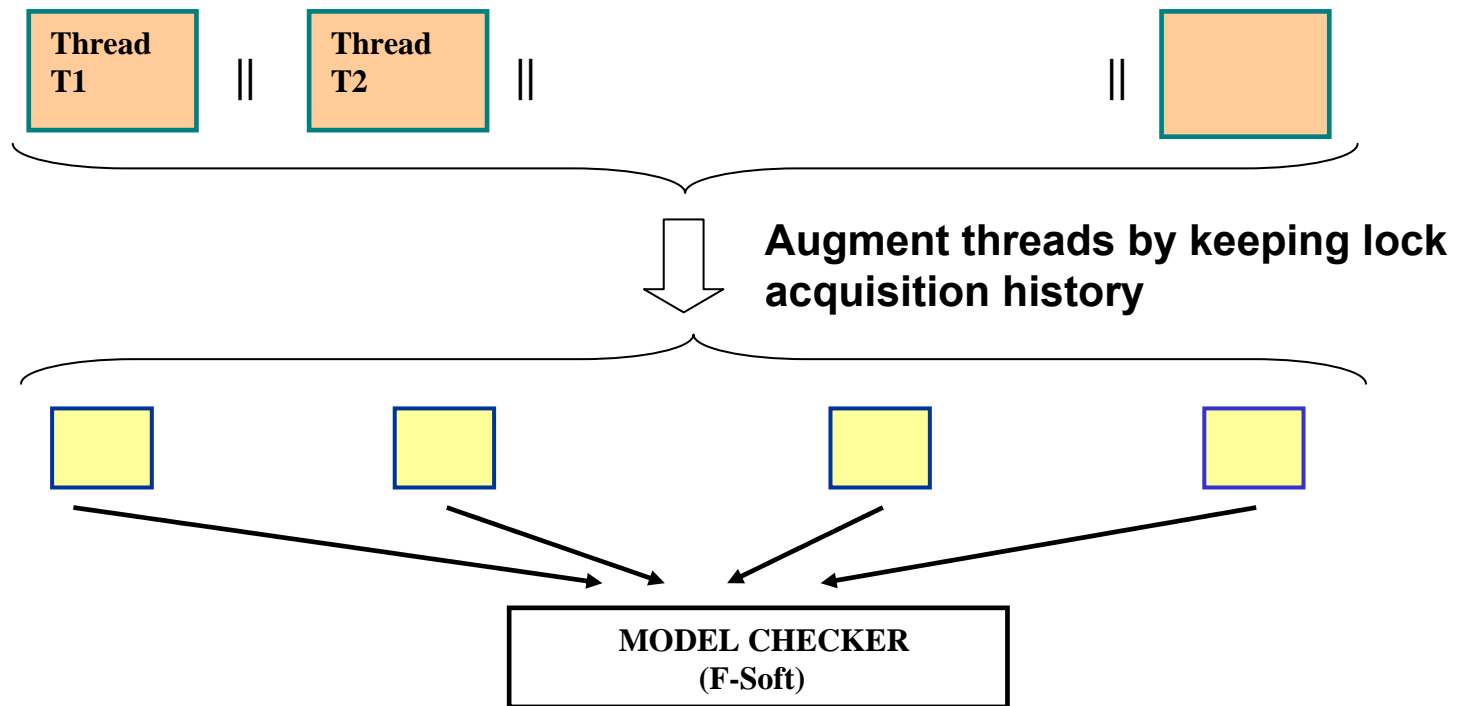 Thread
T1
||
Thread
T2
||
||
Augment threads by keeping lock
acquisition history
MODEL CHECKER
(F-Soft)